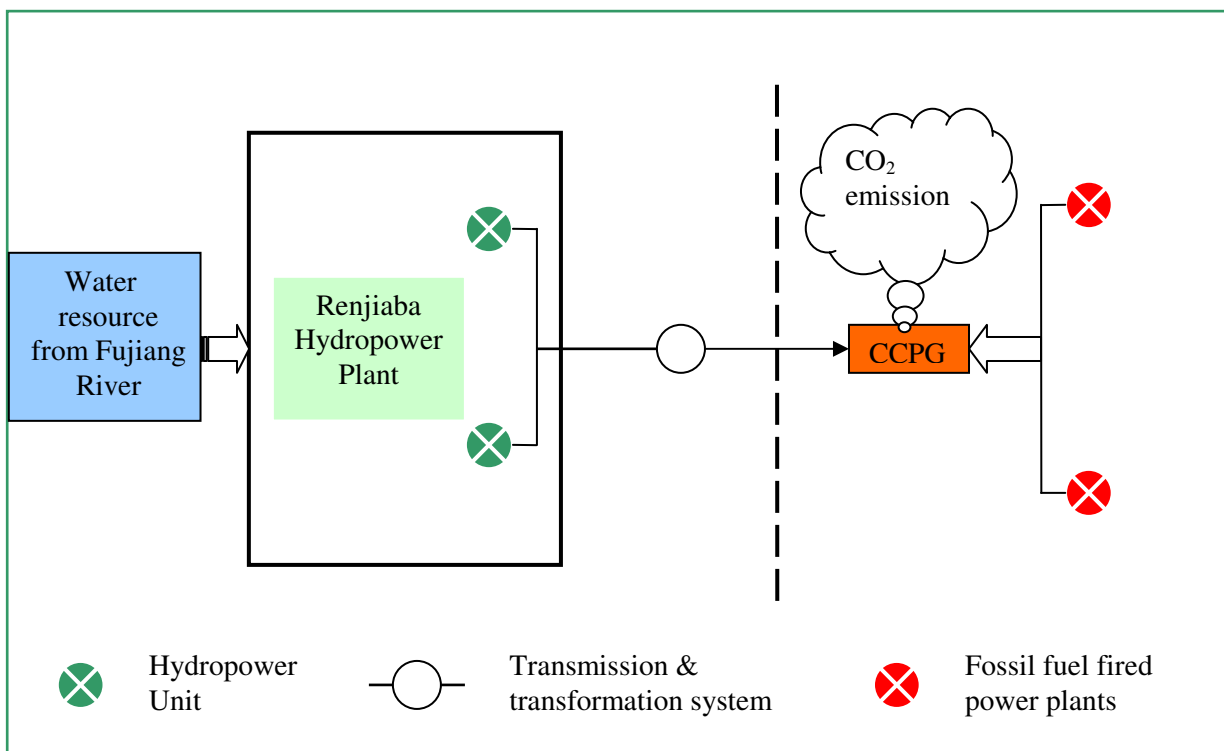 Water
resource
from Fujiang
River
Renjiaba
Hydropower
Plant
CO₂
emission
CCPG
Hydropower
Unit
Transmission &
transformation system
Fossil fuel fired
power plants